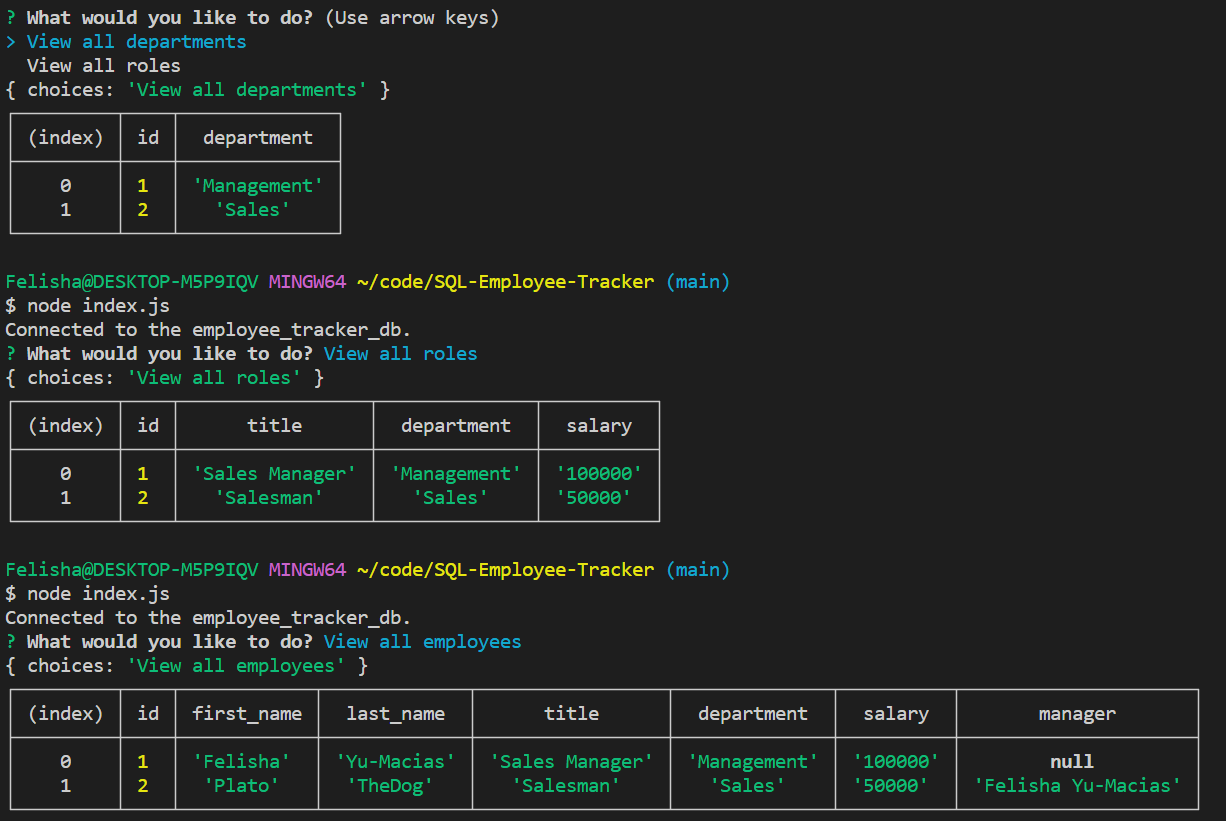 ? What would you like to do? (Use arrow keys)
> View all departments
  View all roles
{ choices: 'View all departments' }
(index) id department
0 1 'Management'
1 2 'Sales'
Felisha@DESKTOP-M5P9IQV MINGW64 ~/code/SQL-Employee-Tracker (main)
$ node index.js
Connected to the employee_tracker_db.
? What would you like to do? View all roles
{ choices: 'View all roles' }
(index) id title department salary
0 1 'Sales Manager' 'Management' '100000'
1 2 'Salesman' 'Sales' '50000'
Felisha@DESKTOP-M5P9IQV MINGW64 ~/code/SQL-Employee-Tracker (main)
$ node index.js
Connected to the employee_tracker_db.
? What would you like to do? View all employees
{ choices: 'View all employees' }
(index) id first_name last_name title department salary manager
0 1 'Felisha' 'Yu-Macias' 'Sales Manager' 'Management' '100000' null
1 2 'Plato' 'TheDog' 'Salesman' 'Sales' '50000' 'Felisha Yu-Macias'